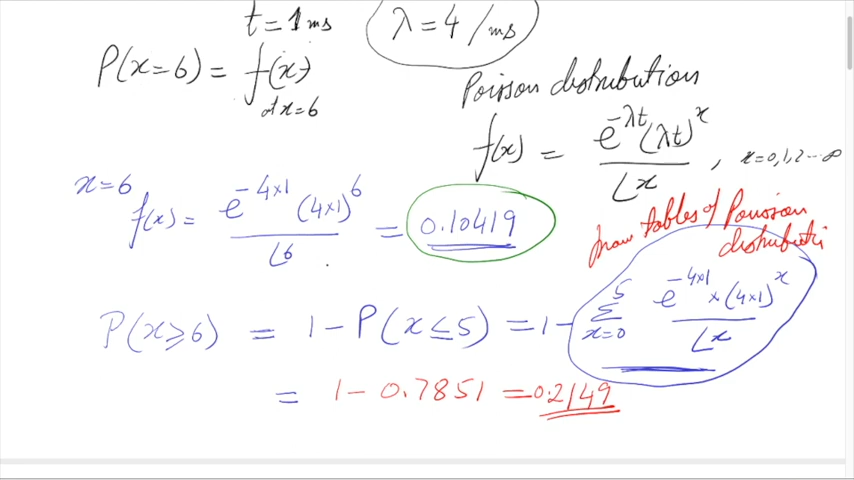 t = 1 ms
λ = 4 /ms
P(x=6) = f(x)
at x=6
Poisson distribution
f(x) = e^{-λt} (λt)^x / ∟x , x=0,1,2--∞
x=6
f(x) = e^{-4×1} (4×1)^6 / ∟6 = 0.10419
from tables of Poisson
distributi
P(x≥6) = 1 - P(x≤5) = 1 - Σ_{x=0}^{5} e^{-4×1} × (4×1)^x / ∟x
= 1 - 0.7851 = 0.2149